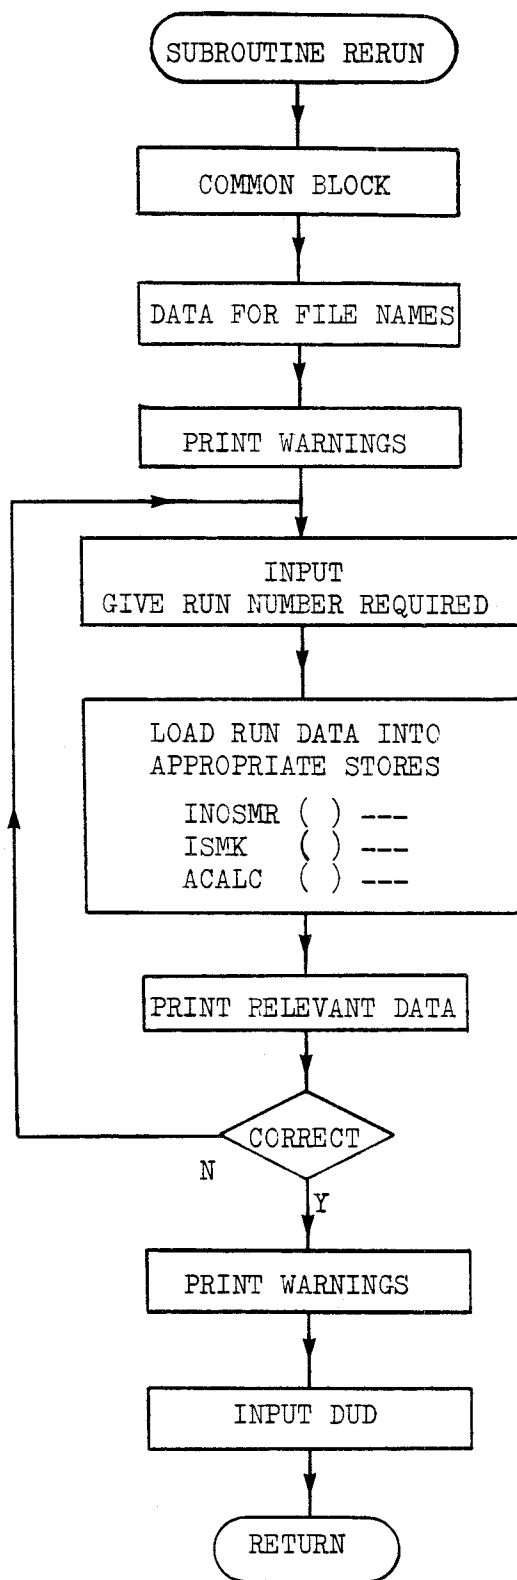 SUBROUTINE RERUN
COMMON BLOCK
DATA FOR FILE NAMES
PRINT WARNINGS
INPUT
GIVE RUN NUMBER REQUIRED
LOAD RUN DATA INTO
APPROPRIATE STORES
INOSMR ( ) ---
ISMK ( ) ---
ACALC ( ) ---
PRINT RELEVANT DATA
CORRECT
N
Y
PRINT WARNINGS
INPUT DUD
RETURN